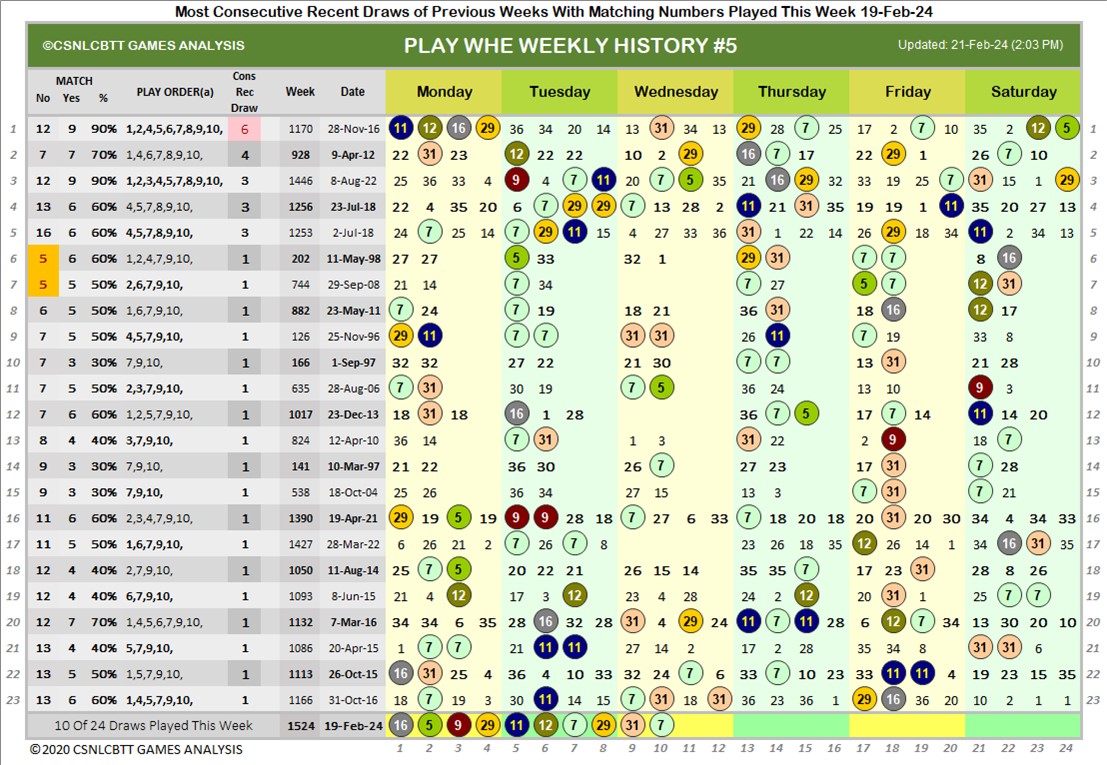 Most Consecutive Recent Draws of Previous Weeks With Matching Numbers Played This Week 19-Feb-24
©CSNLCBTT GAMES ANALYSIS PLAY WHE WEEKLY HISTORY #5 Updated: 21-Feb-24 (2:03 PM)
MATCH Cons
No Yes % PLAY ORDER(a) Rec Draw Week Date Monday Tuesday Wednesday Thursday Friday Saturday
1 12 9 90% 1,2,4,5,6,7,8,9,10, 6 1170 28-Nov-16 11 12 16 29 36 34 20 14 13 31 34 13 29 28 7 25 17 2 7 10 35 2 12 5 1
2 7 7 70% 1,4,6,7,8,9,10, 4 928 9-Apr-12 22 31 23 12 22 22 10 2 29 16 7 17 22 29 1 26 7 10 2
3 12 9 90% 1,2,3,4,5,7,8,9,10, 3 1446 8-Aug-22 25 36 33 4 9 4 7 11 20 7 5 35 21 16 29 32 33 19 25 7 31 15 1 29 3
4 13 6 60% 4,5,7,8,9,10, 3 1256 23-Jul-18 22 4 35 20 6 7 29 29 7 13 28 2 11 21 31 35 19 19 1 11 35 20 27 13 4
5 16 6 60% 4,5,7,8,9,10, 3 1253 2-Jul-18 24 7 25 14 7 29 11 15 4 27 33 36 31 1 22 14 26 29 18 34 11 2 34 13 5
6 5 6 60% 1,2,4,7,9,10, 1 202 11-May-98 27 27 5 33 32 1 29 31 7 7 8 16 6
7 5 5 50% 2,6,7,9,10, 1 744 29-Sep-08 21 14 7 34 7 27 5 7 12 31 7
8 6 5 50% 1,6,7,9,10, 1 882 23-May-11 7 24 7 19 18 21 36 31 18 16 12 17 8
9 7 5 50% 4,5,7,9,10, 1 126 25-Nov-96 29 11 7 7 31 31 26 11 7 19 33 8 9
10 7 3 30% 7,9,10, 1 166 1-Sep-97 32 32 27 22 21 30 7 7 13 31 21 28 10
11 7 5 50% 2,3,7,9,10, 1 635 28-Aug-06 7 31 30 19 7 5 36 24 13 10 9 3 11
12 7 6 60% 1,2,5,7,9,10, 1 1017 23-Dec-13 18 31 18 16 1 28 36 7 5 17 7 14 11 14 20 12
13 8 4 40% 3,7,9,10, 1 824 12-Apr-10 36 14 7 31 1 3 31 22 2 9 18 7 13
14 9 3 30% 7,9,10, 1 141 10-Mar-97 21 22 36 30 26 7 27 23 17 31 7 28 14
15 9 3 30% 7,9,10, 1 538 18-Oct-04 25 26 36 34 27 15 13 3 7 31 7 21 15
16 11 6 60% 2,3,4,7,9,10, 1 1390 19-Apr-21 29 19 5 19 9 9 28 18 7 27 6 33 7 18 20 18 20 31 20 30 34 4 34 33 16
17 11 5 50% 1,6,7,9,10, 1 1427 28-Mar-22 6 26 21 2 7 26 7 8 23 26 18 35 12 26 14 1 34 16 31 35 17
18 12 4 40% 2,7,9,10, 1 1050 11-Aug-14 25 7 5 20 22 21 26 15 14 35 35 7 17 23 31 28 8 26 18
19 12 4 40% 6,7,9,10, 1 1093 8-Jun-15 21 4 12 17 3 12 4 28 24 2 12 20 31 1 25 7 7 19
20 12 7 70% 1,4,5,6,7,9,10, 1 1132 7-Mar-16 34 34 6 35 28 16 32 28 31 4 29 24 11 7 11 28 6 12 7 34 13 30 20 10 20
21 13 4 40% 5,7,9,10, 1 1086 20-Apr-15 1 7 7 21 11 11 27 14 2 17 2 28 35 34 8 31 31 6 21
22 13 5 50% 1,5,7,9,10, 1 1113 26-Oct-15 16 31 25 4 36 4 10 33 32 24 7 6 33 7 10 23 33 11 11 4 19 23 15 35 22
23 13 6 60% 1,4,5,7,9,10, 1 1166 31-Oct-16 18 7 19 3 30 11 14 15 7 31 18 31 36 23 36 1 29 16 36 20 10 2 1 1 23
10 Of 24 Draws Played This Week 1524 19-Feb-24 16 5 9 29 11 12 7 29 31 7
© 2020 CSNLCBTT GAMES ANALYSIS 1 2 3 4 5 6 7 8 9 10 11 12 13 14 15 16 17 18 19 20 21 22 23 24